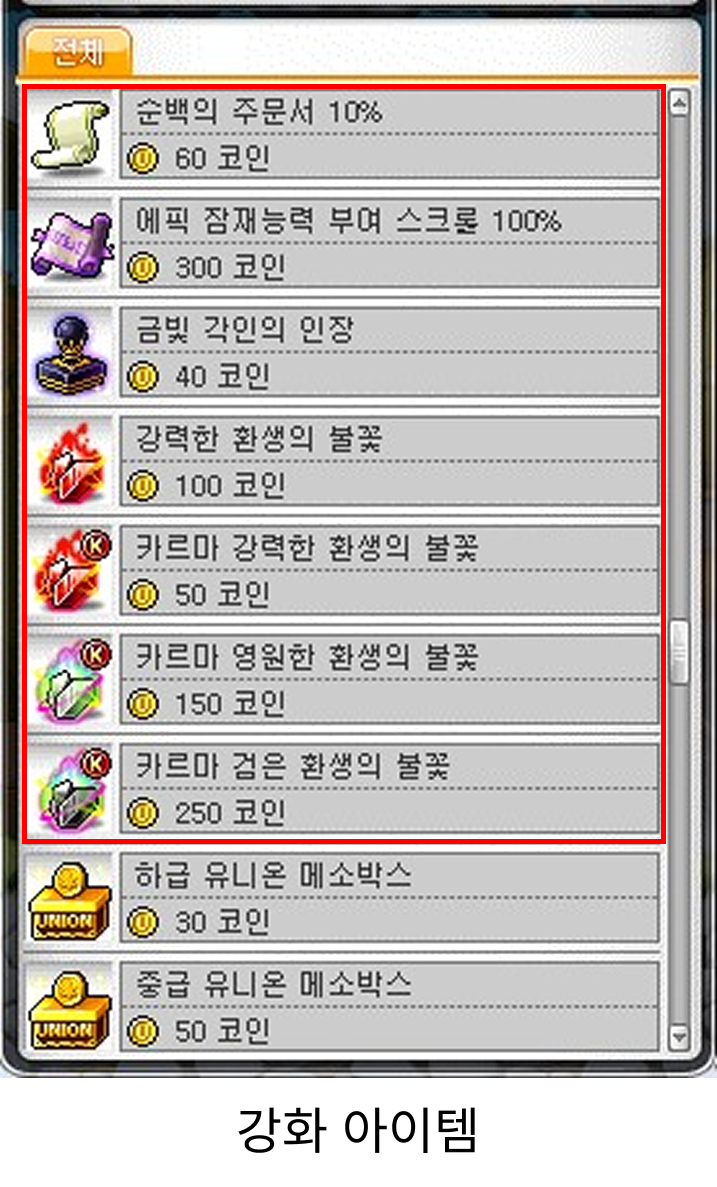 전체
순백의 주문서 10%
60 코인
에픽 잠재능력 부여 스크롤 100%
300 코인
금빛 각인의 인장
40 코인
강력한 환생의 불꽃
100 코인
K
카르마 강력한 환생의 불꽃
50 코인
K
카르마 영원한 환생의 불꽃
150 코인
K
카르마 검은 환생의 불꽃
250 코인
UNION
하급 유니온 메소박스
30 코인
UNION
중급 유니온 메소박스
50 코인
강화 아이템